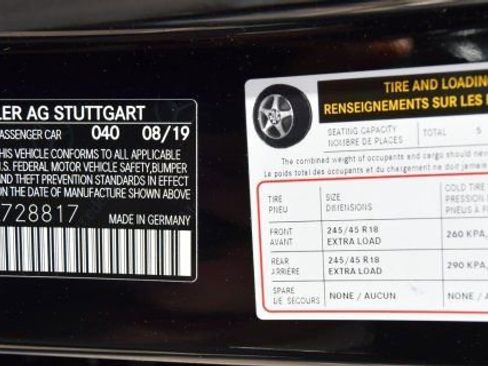 LER AG STUTTGART
PASSENGER CAR 040 08/19
THIS VEHICLE CONFORMS TO ALL APPLICABLE
U.S. FEDERAL MOTOR VEHICLE SAFETY, BUMPER
AND THEFT PREVENTION STANDARDS IN EFFECT
ON THE DATE OF MANUFACTURE SHOWN ABOVE
728817 MADE IN GERMANY
TIRE AND LOADING
RENSEIGNEMENTS SUR LES
SEATING CAPACITY
NOMBRE DE PLACES
TOTAL 5
The combined weight of occupants and cargo should never
Le poids total des occupants et du chargement ne doit jamais
TIRE
PNEU
SIZE
DIMENSIONS
COLD TIRE
PRESSION
PNEUS À
FRONT
AVANT
245/45 R18
EXTRA LOAD
260 KPA,
REAR
ARRIÈRE
245/45 R18
EXTRA LOAD
290 KPA,
SPARE
DE SECOURS
NONE / AUCUN
NONE / A